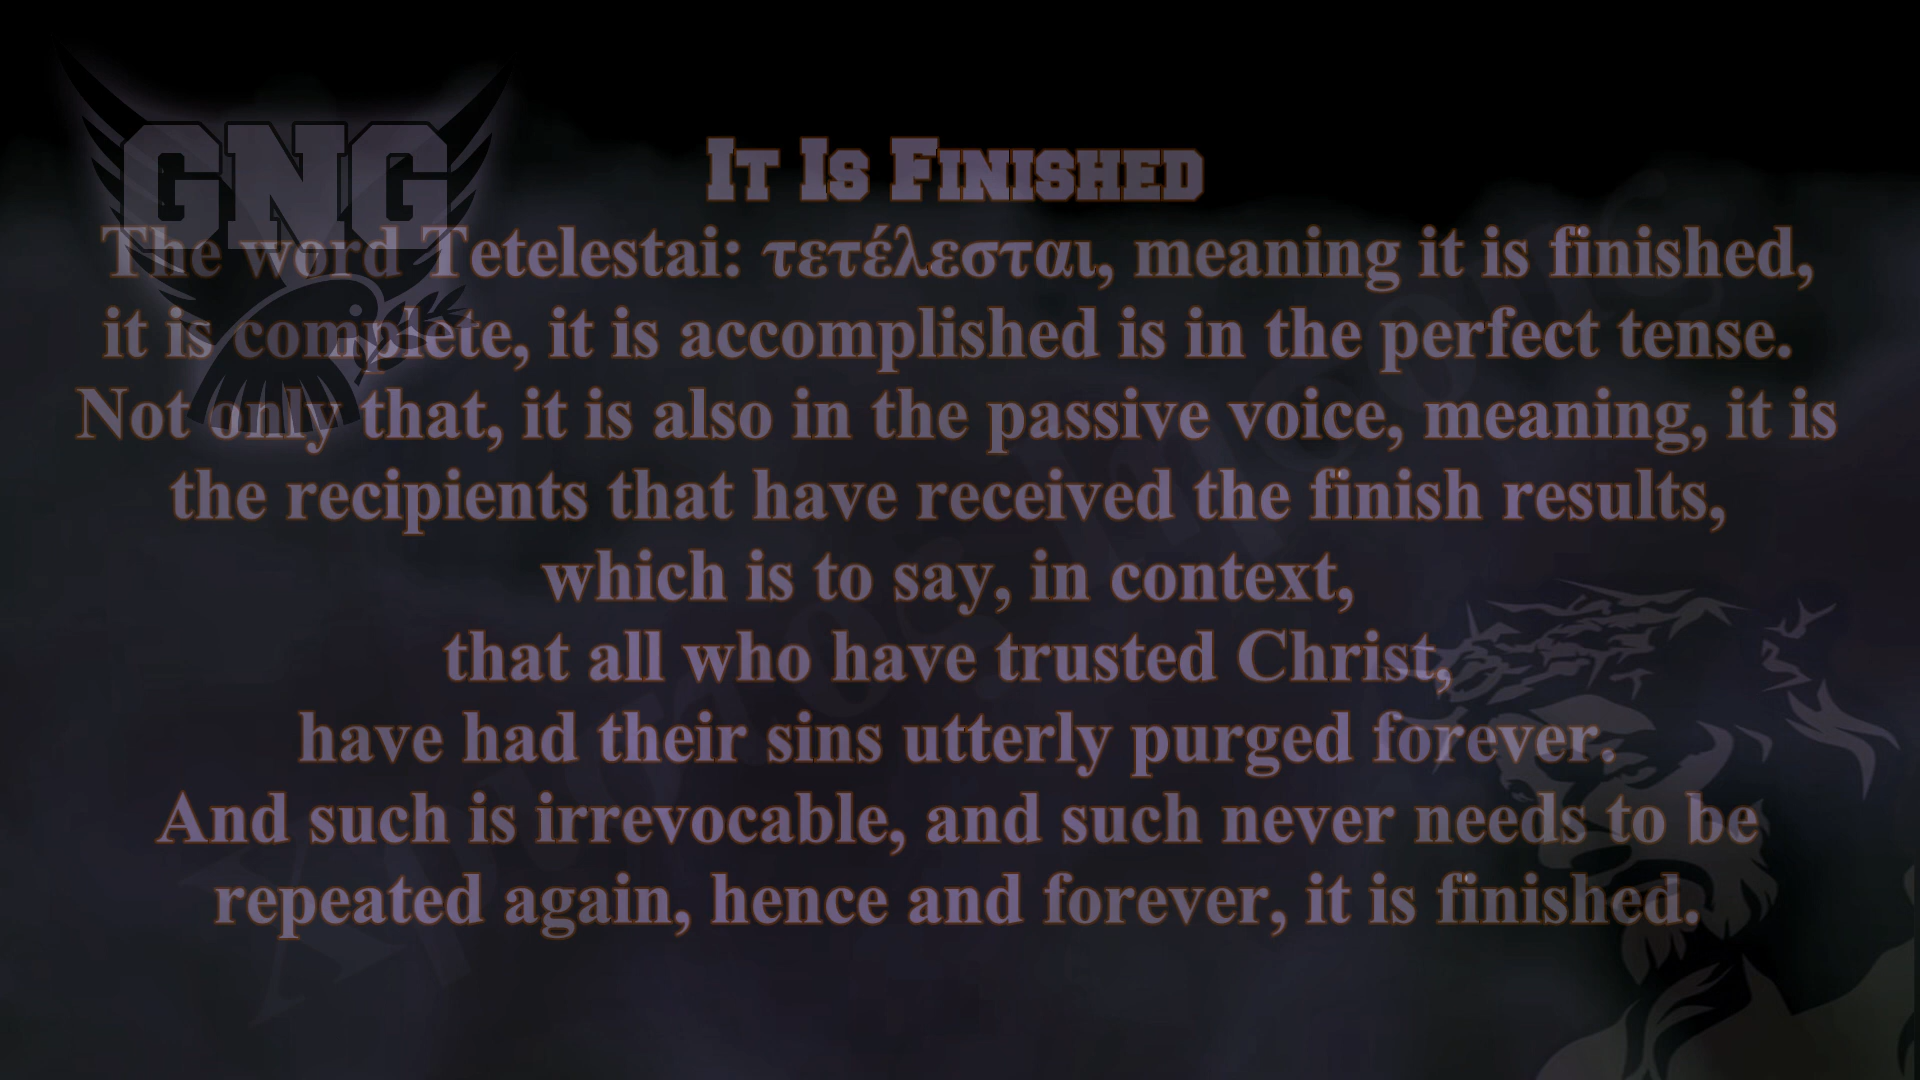 GNG
It Is Finished
The word Tetelestai: τετέλεσται, meaning it is finished,
it is complete, it is accomplished is in the perfect tense.
Not only that, it is also in the passive voice, meaning, it is
the recipients that have received the finish results,
which is to say, in context,
that all who have trusted Christ,
have had their sins utterly purged forever.
And such is irrevocable, and such never needs to be
repeated again, hence and forever, it is finished.